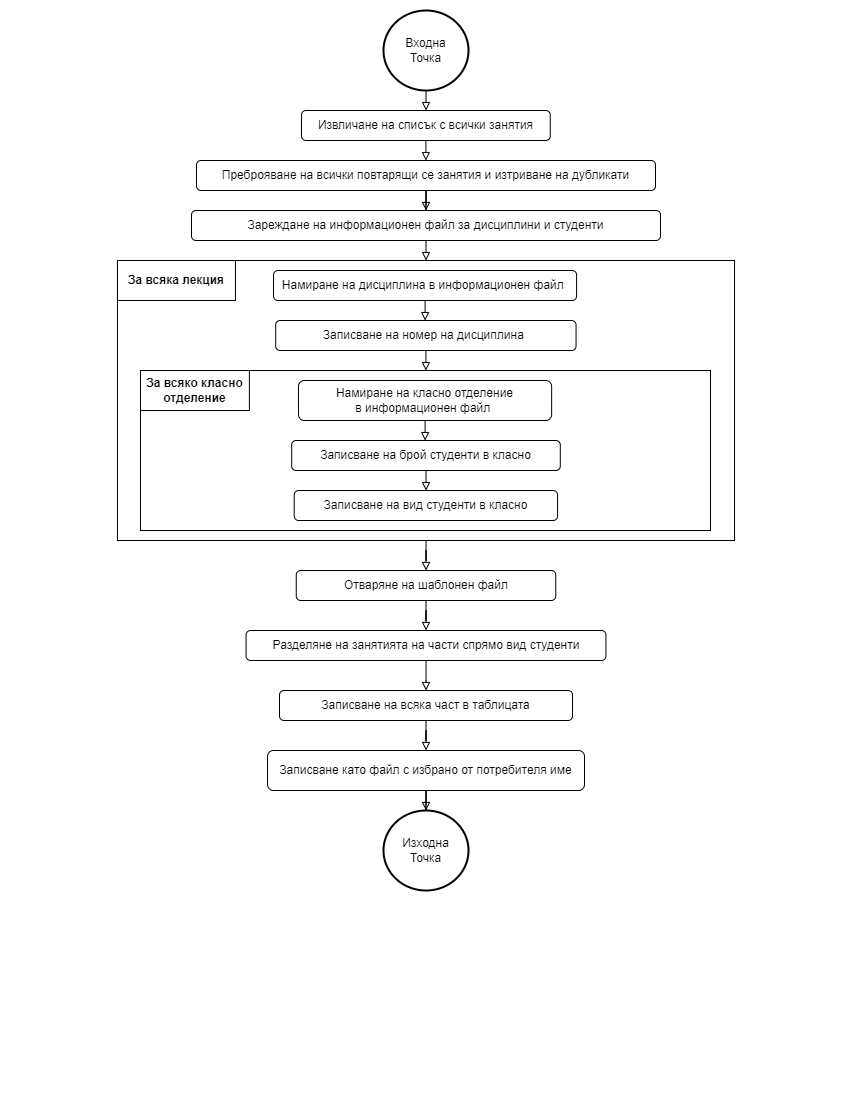 Входна
Точка
Извличане на списък с всички занятия
Преброяване на всички повтарящи се занятия и изтриване на дубликати
Зареждане на информационен файл за дисциплини и студенти
За всяка лекция
Намиране на дисциплина в информационен файл
Записване на номер на дисциплина
За всяко класно
отделение
Намиране на класно отделение
в информационен файл
Записване на брой студенти в класно
Записване на вид студенти в класно
Отваряне на шаблонен файл
Разделяне на занятията на части спрямо вид студенти
Записване на всяка част в таблицата
Записване като файл с избрано от потребителя име
Изходна
Точка